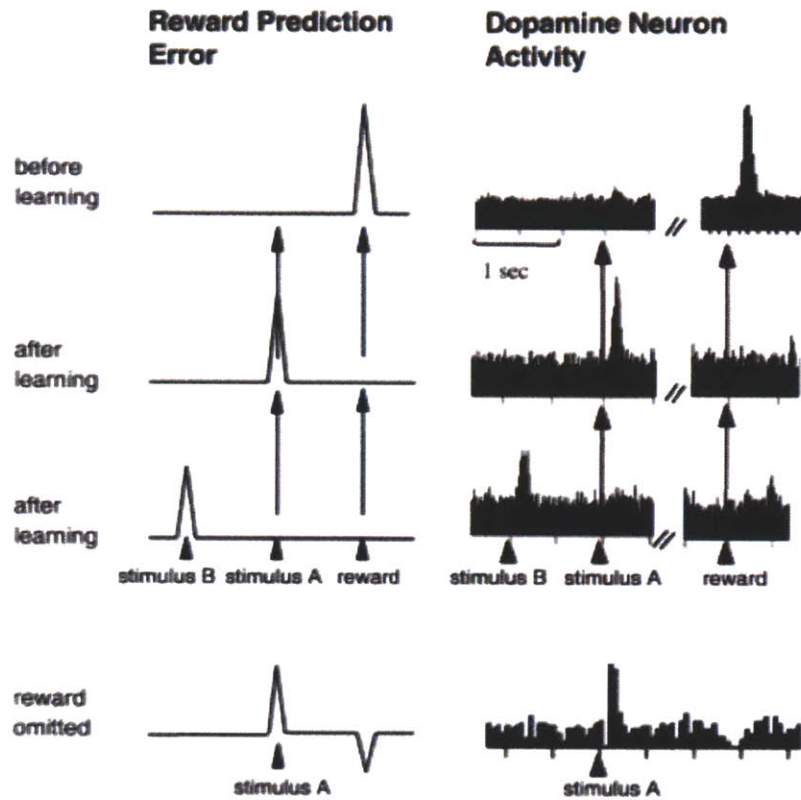 Reward Prediction
Error
Dopamine Neuron
Activity
before
learning
1 sec
after
learning
after
learning
stimulus B stimulus A reward
stimulus B stimulus A reward
reward
omitted
stimulus A
stimulus A